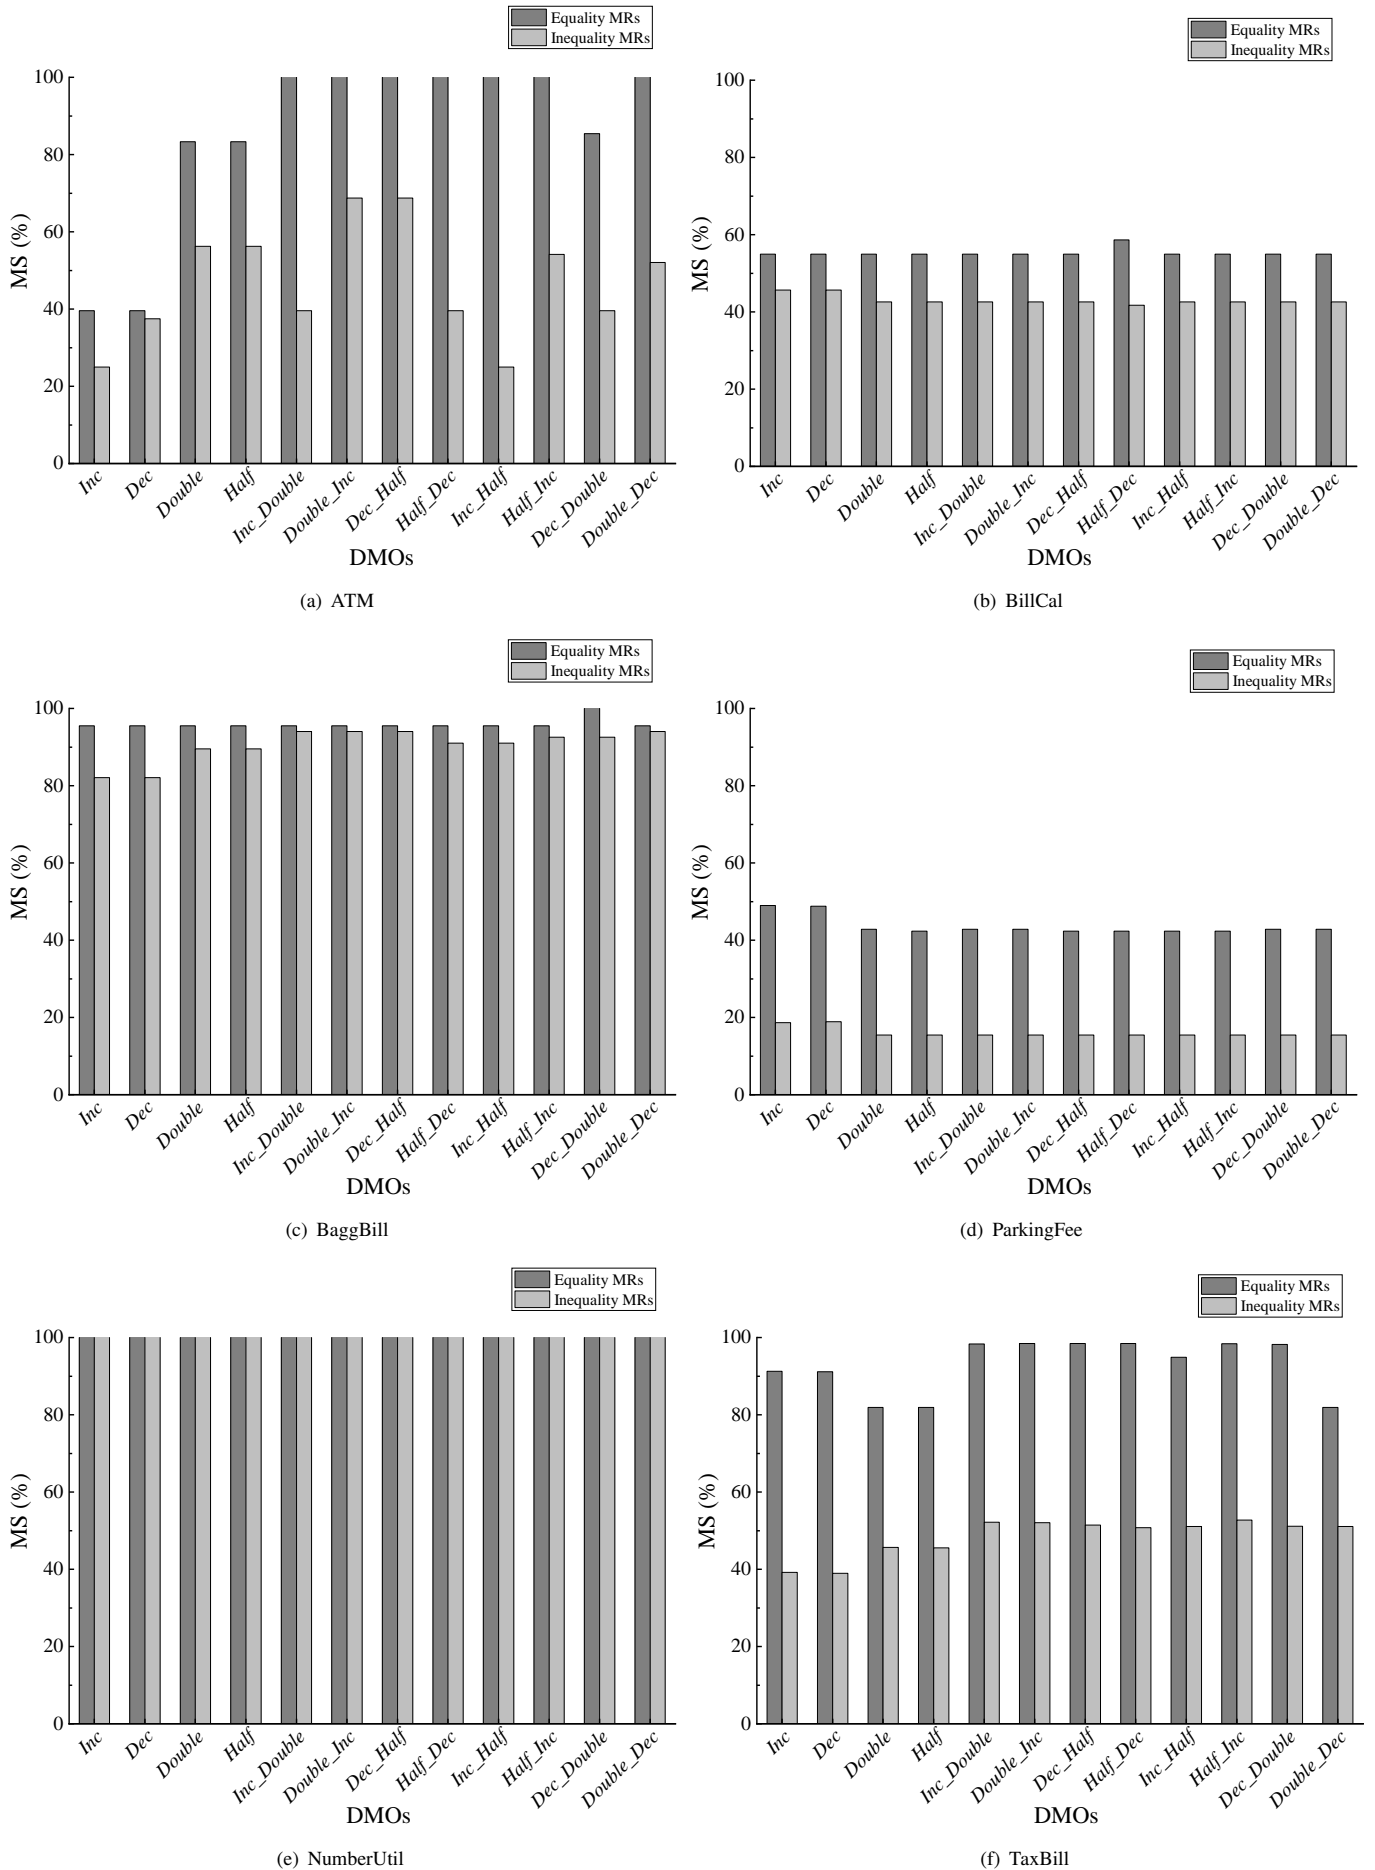 Equality MRs
Inequality MRs
100
80
60
40
20
0
MS (%)
Inc
Dec
Double
Half
Inc_Double
Double_Inc
Dec_Half
Half_Dec
Inc_Half
Half_Inc
Dec_Double
Double_Dec
DMOs
(a) ATM
Equality MRs
Inequality MRs
100
80
60
40
20
0
MS (%)
Inc
Dec
Double
Half
Inc_Double
Double_Inc
Dec_Half
Half_Dec
Inc_Half
Half_Inc
Dec_Double
Double_Dec
DMOs
(b) BillCal
Equality MRs
Inequality MRs
100
80
60
40
20
0
MS (%)
Inc
Dec
Double
Half
Inc_Double
Double_Inc
Dec_Half
Half_Dec
Inc_Half
Half_Inc
Dec_Double
Double_Dec
DMOs
(c) BaggBill
Equality MRs
Inequality MRs
100
80
60
40
20
0
MS (%)
Inc
Dec
Double
Half
Inc_Double
Double_Inc
Dec_Half
Half_Dec
Inc_Half
Half_Inc
Dec_Double
Double_Dec
DMOs
(d) ParkingFee
Equality MRs
Inequality MRs
100
80
60
40
20
0
MS (%)
Inc
Dec
Double
Half
Inc_Double
Double_Inc
Dec_Half
Half_Dec
Inc_Half
Half_Inc
Dec_Double
Double_Dec
DMOs
(e) NumberUtil
Equality MRs
Inequality MRs
100
80
60
40
20
0
MS (%)
Inc
Dec
Double
Half
Inc_Double
Double_Inc
Dec_Half
Half_Dec
Inc_Half
Half_Inc
Dec_Double
Double_Dec
DMOs
(f) TaxBill